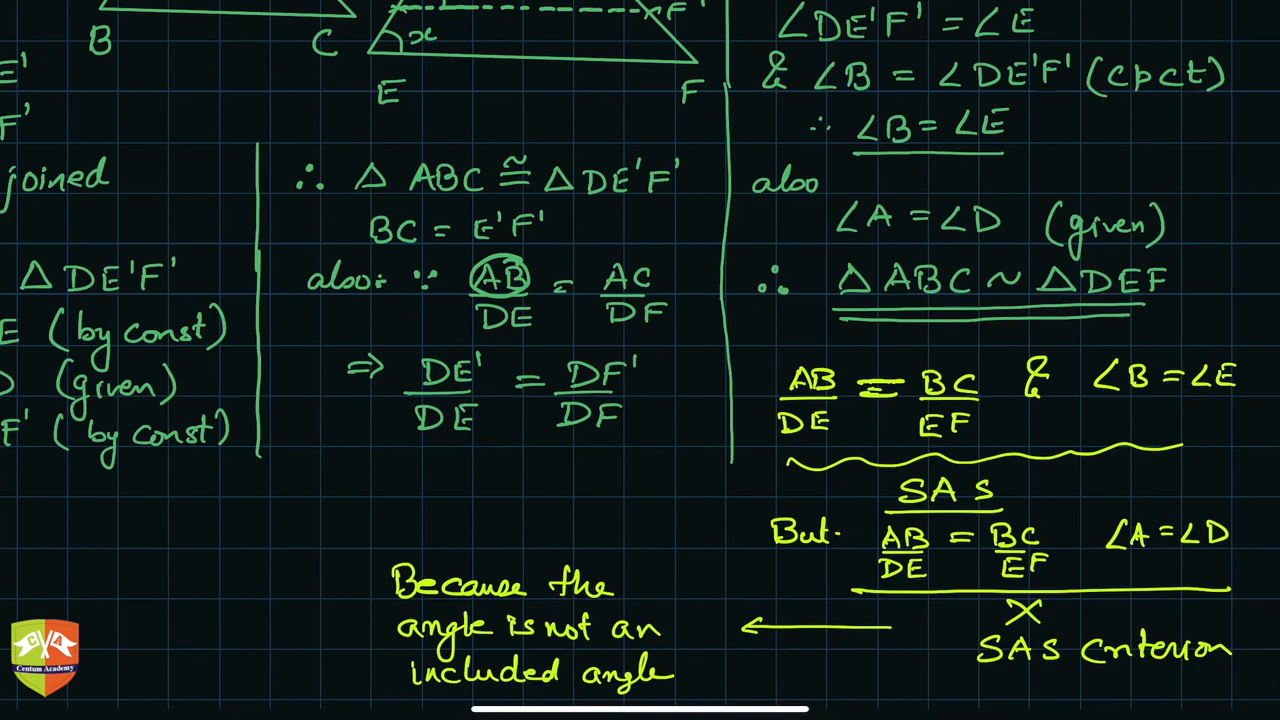 B C
x F'
E F
E'
F'
joined
Δ DE'F'
E (by const)
D (given)
F' (by const)
∴ Δ ABC ≅ Δ DE'F'
BC = E'F'
also: ∵ AB/DE = AC/DF
⇒ DE'/DE = DF'/DF
∠DE'F' = ∠E
& ∠B = ∠DE'F' (cpct)
∴ ∠B = ∠E
also
∠A = ∠D (given)
∴ Δ ABC ~ Δ DEF
AB/DE = BC/EF & ∠B = ∠E
SAS
But. AB/DE = BC/EF ∠A = ∠D
X
SAS Criterion
Because the
angle is not an
included angle
C A
Centum Academy